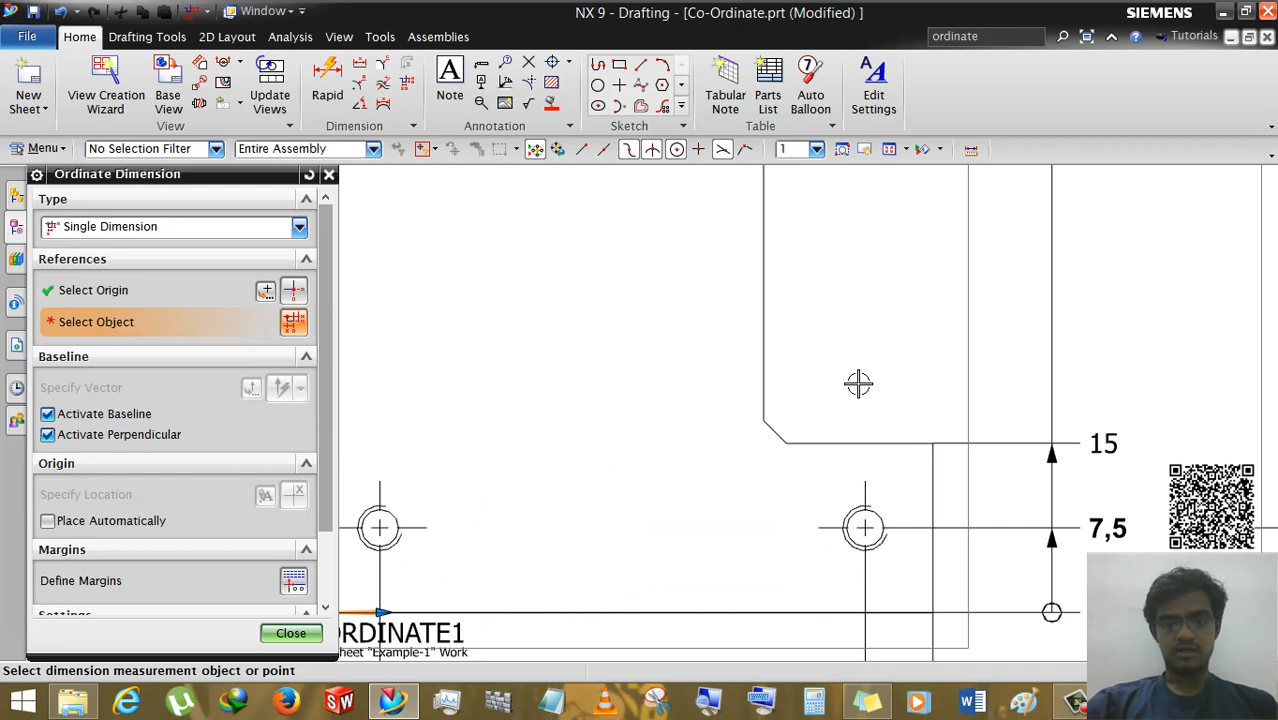 Window
NX 9 - Drafting - [Co-Ordinate.prt (Modified) ]
SIEMENS
File
Home
Drafting Tools
2D Layout
Analysis
View
Tools
Assemblies
ordinate
Tutorials
New Sheet
View Creation Wizard
Base View
Update Views
View
Rapid
Dimension
Note
Annotation
Sketch
Tabular Note
Parts List
Auto Balloon
Table
Edit Settings
Menu
No Selection Filter
Entire Assembly
1
Ordinate Dimension
Type
Single Dimension
References
Select Origin
* Select Object
Baseline
Specify Vector
Activate Baseline
Activate Perpendicular
Origin
Specify Location
Place Automatically
Margins
Define Margins
Settings
Close
15
7,5
ORDINATE1
heet "Example-1" Work
Select dimension measurement object or point